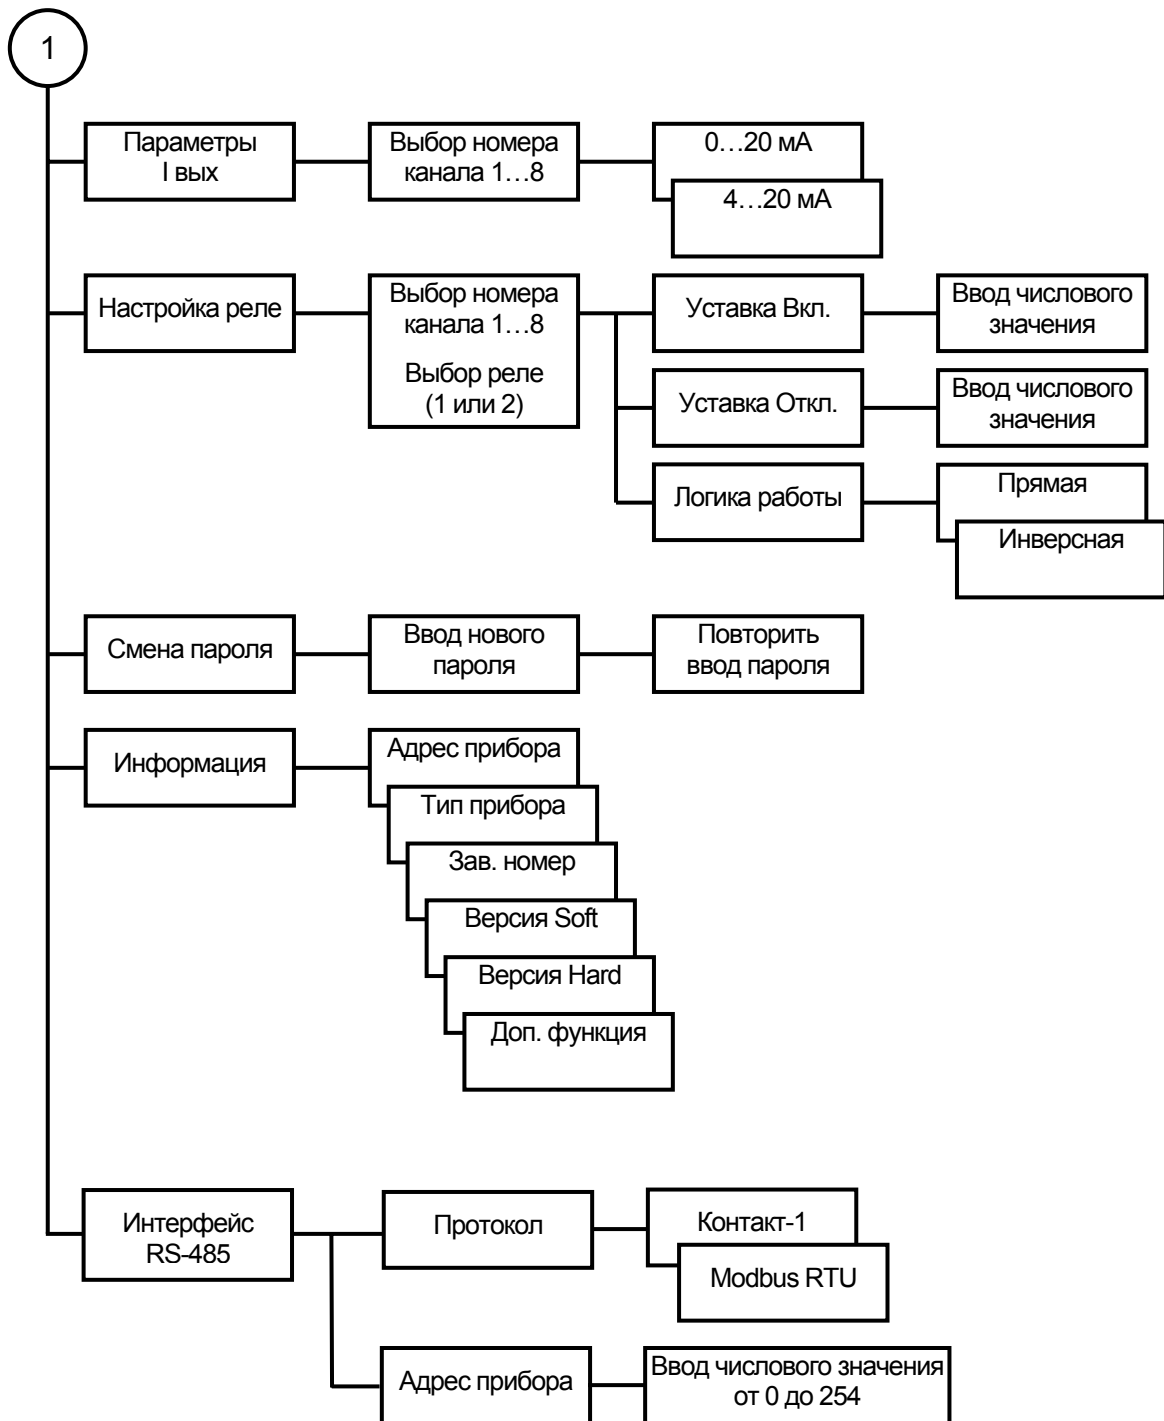 1
Параметры
I вых
Выбор номера
канала 1…8
0…20 мА
4…20 мА
Настройка реле
Выбор номера
канала 1…8
Выбор реле
(1 или 2)
Уставка Вкл.
Ввод числового
значения
Уставка Откл.
Ввод числового
значения
Логика работы
Прямая
Инверсная
Смена пароля
Ввод нового
пароля
Повторить
ввод пароля
Информация
Адрес прибора
Тип прибора
Зав. номер
Версия Soft
Версия Hard
Доп. функция
Интерфейс
RS-485
Протокол
Контакт-1
Modbus RTU
Адрес прибора
Ввод числового значения
от 0 до 254